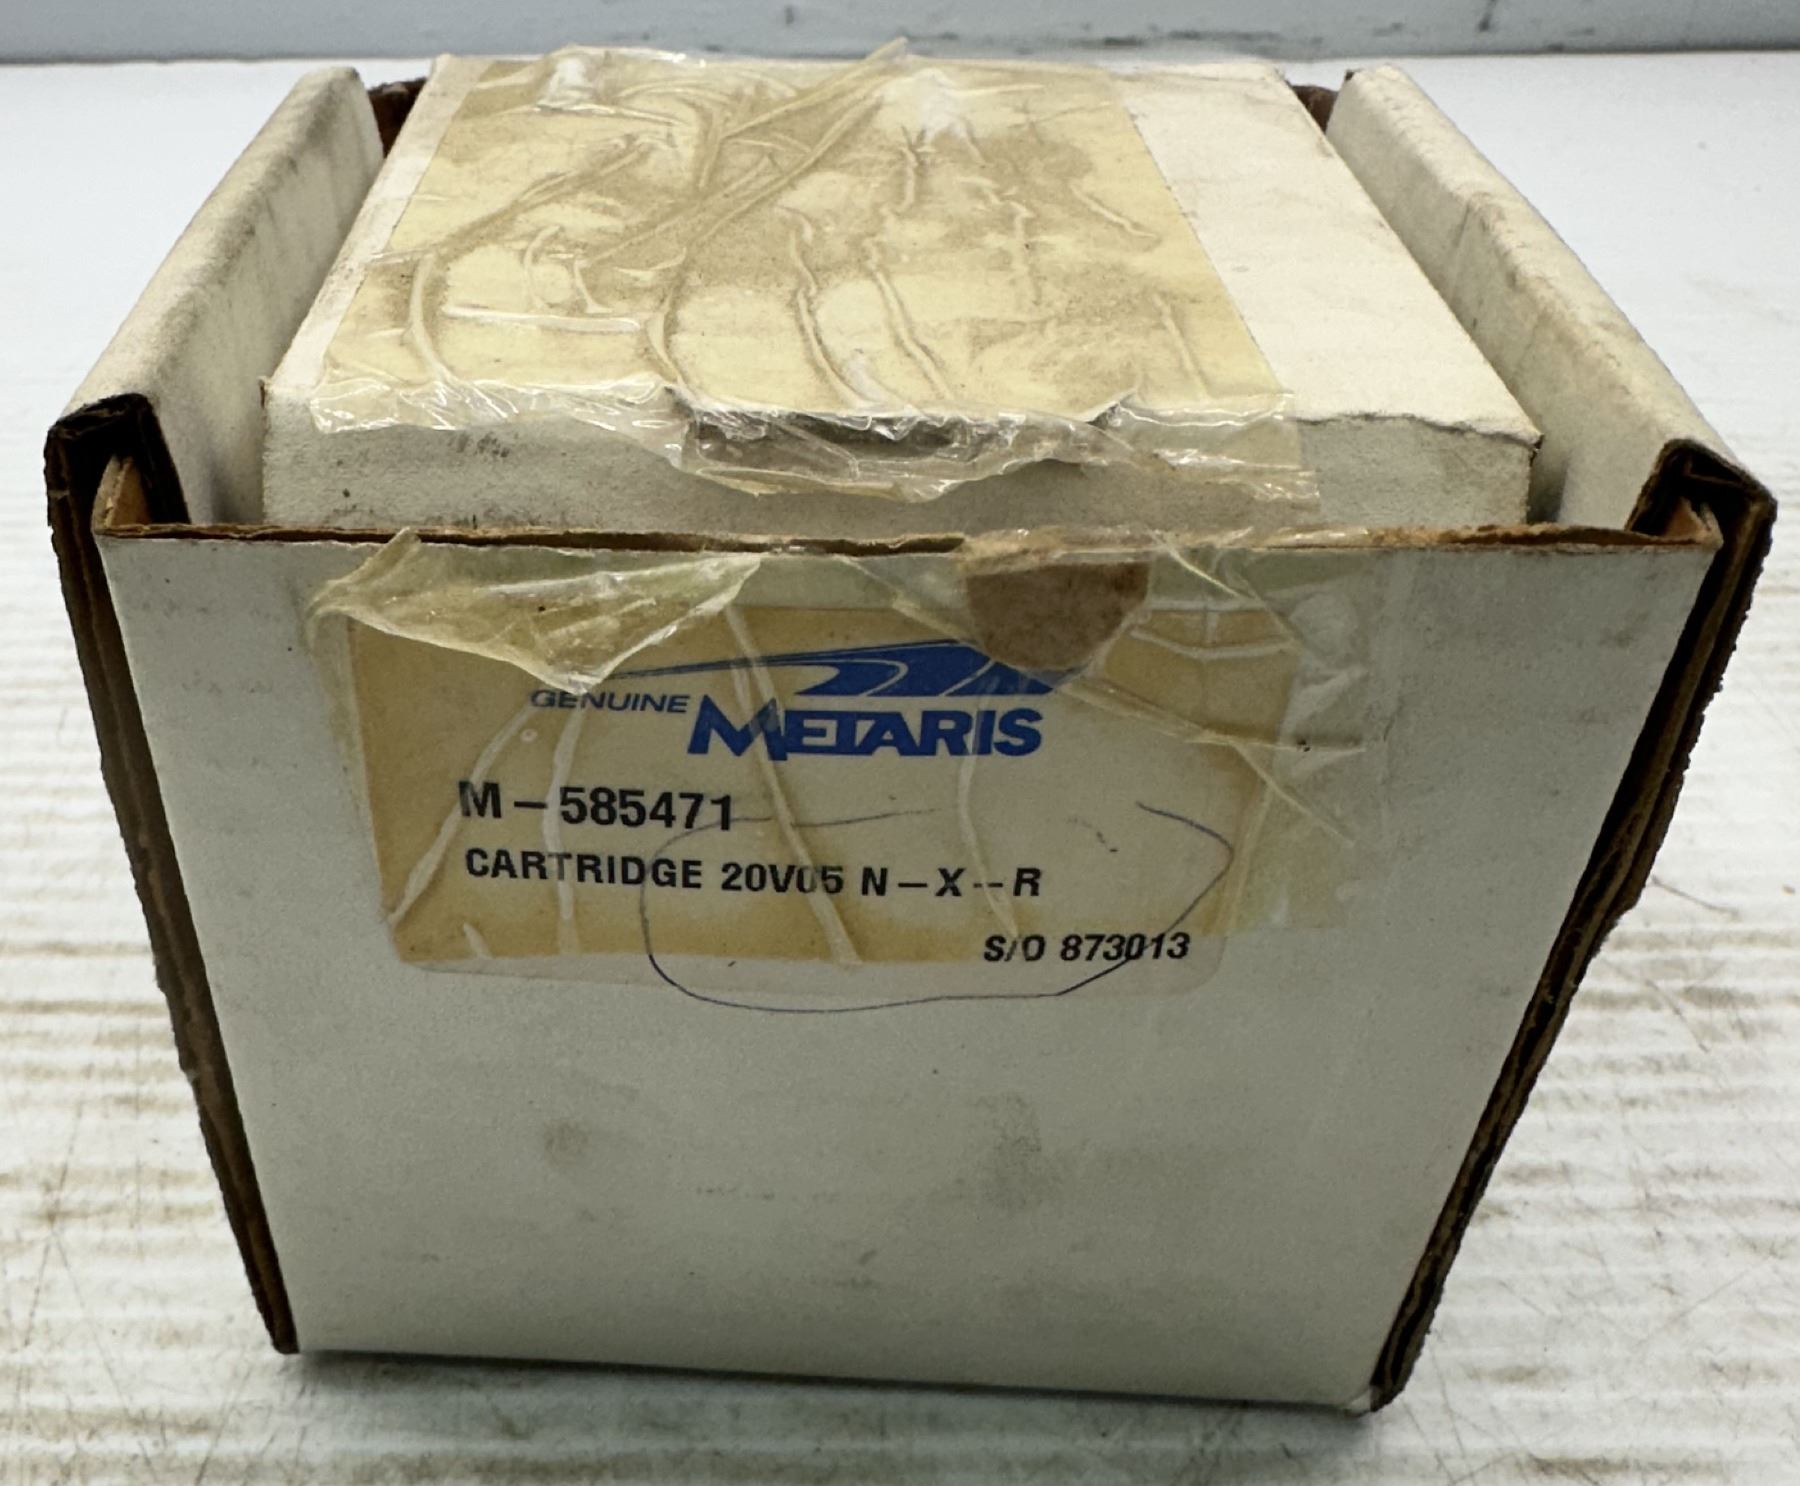 GENUINE METARIS
M-585471
CARTRIDGE 20V05 N-X-R
S/O 873013